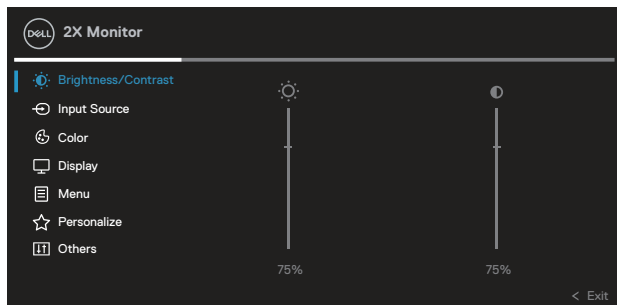 DELL 2X Monitor
Brightness/Contrast
Input Source
Color
Display
Menu
Personalize
Others
75% 75%
< Exit